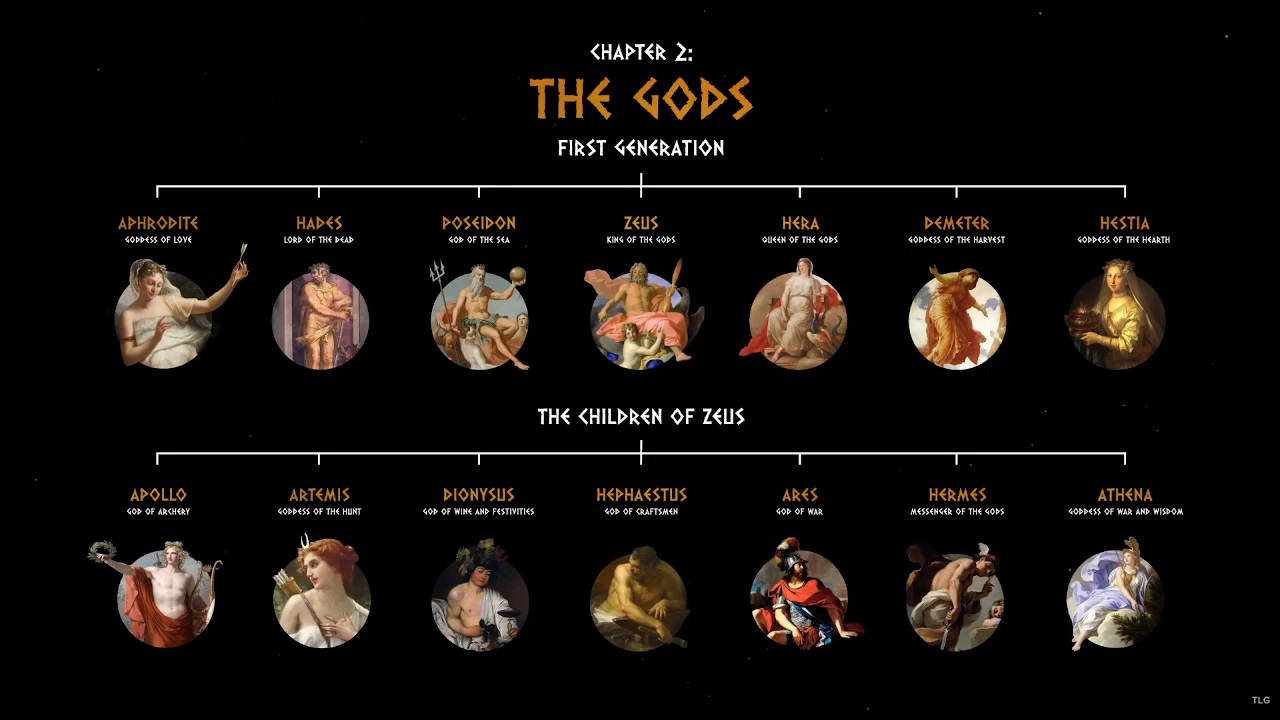 CHAPTER 2:
THE GODS
FIRST GENERATION
APHRODITE HADES POSEIDON ZEUS HERA DEMETER HESTIA
GODDESS OF LOVE LORD OF THE DEAD GOD OF THE SEA KING OF THE GODS QUEEN OF THE GODS GODDESS OF THE HARVEST GODDESS OF THE HEARTH
THE CHILDREN OF ZEUS
APOLLO ARTEMIS DIONYSUS HEPHAESTUS ARES HERMES ATHENA
GOD OF ARCHERY GODDESS OF THE HUNT GOD OF WINE AND FESTIVITIES GOD OF CRAFTSMEN GOD OF WAR MESSENGER OF THE GODS GODDESS OF WAR AND WISDOM
TLG